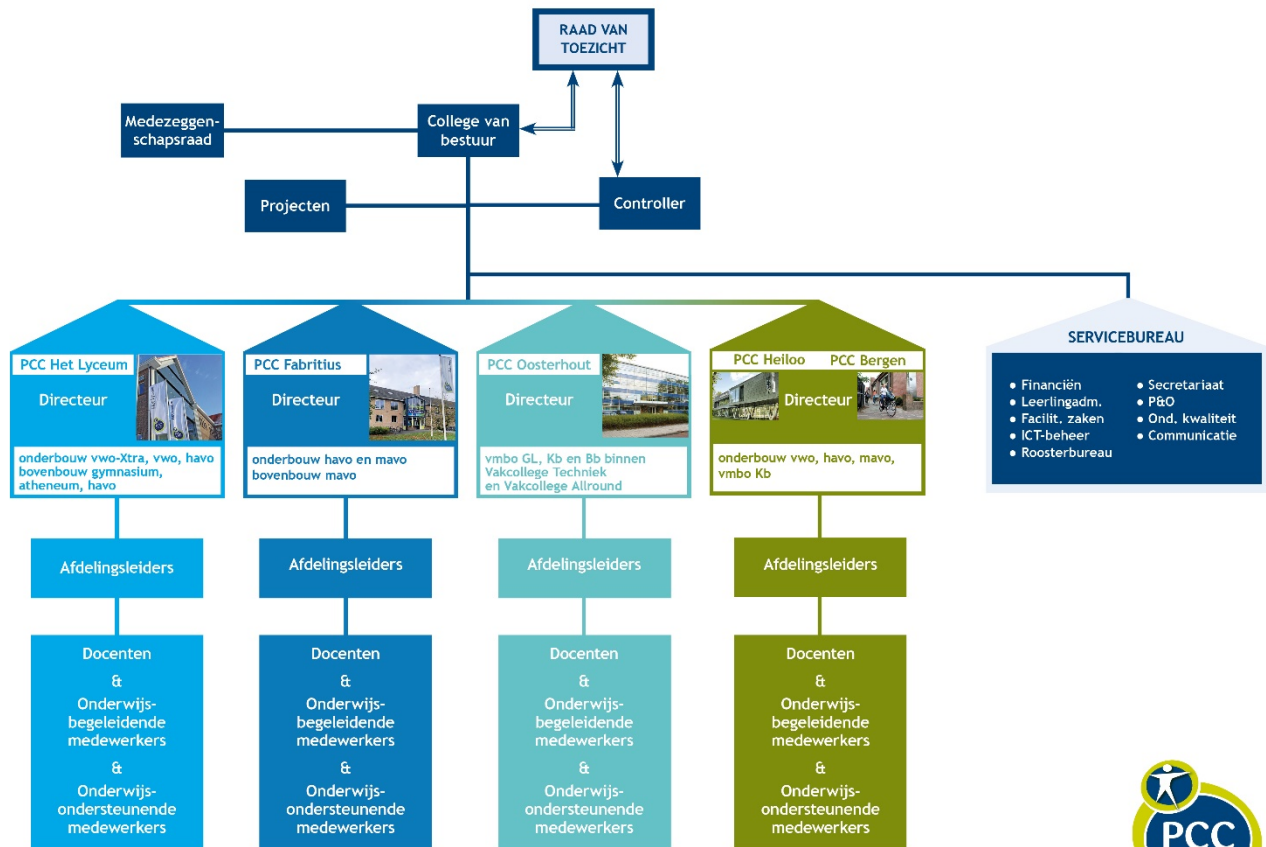 RAAD VAN
TOEZICHT
Medezeggen-
schapsraad
College van
bestuur
Projecten
Controller
PCC Het Lyceum
Directeur
onderbouw vwo-Xtra, vwo, havo
bovenbouw gymnasium,
atheneum, havo
PCC Fabritius
Directeur
onderbouw havo en mavo
bovenbouw mavo
PCC Oosterhout
Directeur
vmbo GL, Kb en Bb binnen
Vakcollege Techniek
en Vakcollege Allround
PCC Heiloo PCC Bergen
Directeur
onderbouw vwo, havo, mavo,
vmbo Kb
SERVICEBUREAU
• Financiën
• Leerlingadm.
• Facilit. zaken
• ICT-beheer
• Roosterbureau
• Secretariaat
• P&O
• Ond. kwaliteit
• Communicatie
Afdelingsleiders
Afdelingsleiders
Afdelingsleiders
Afdelingsleiders
Docenten
&
Onderwijs-
begeleidende
medewerkers
&
Onderwijs-
ondersteunende
medewerkers
Docenten
&
Onderwijs-
begeleidende
medewerkers
&
Onderwijs-
ondersteunende
medewerkers
Docenten
&
Onderwijs-
begeleidende
medewerkers
&
Onderwijs-
ondersteunende
medewerkers
Docenten
&
Onderwijs-
begeleidende
medewerkers
&
Onderwijs-
ondersteunende
medewerkers
PCC